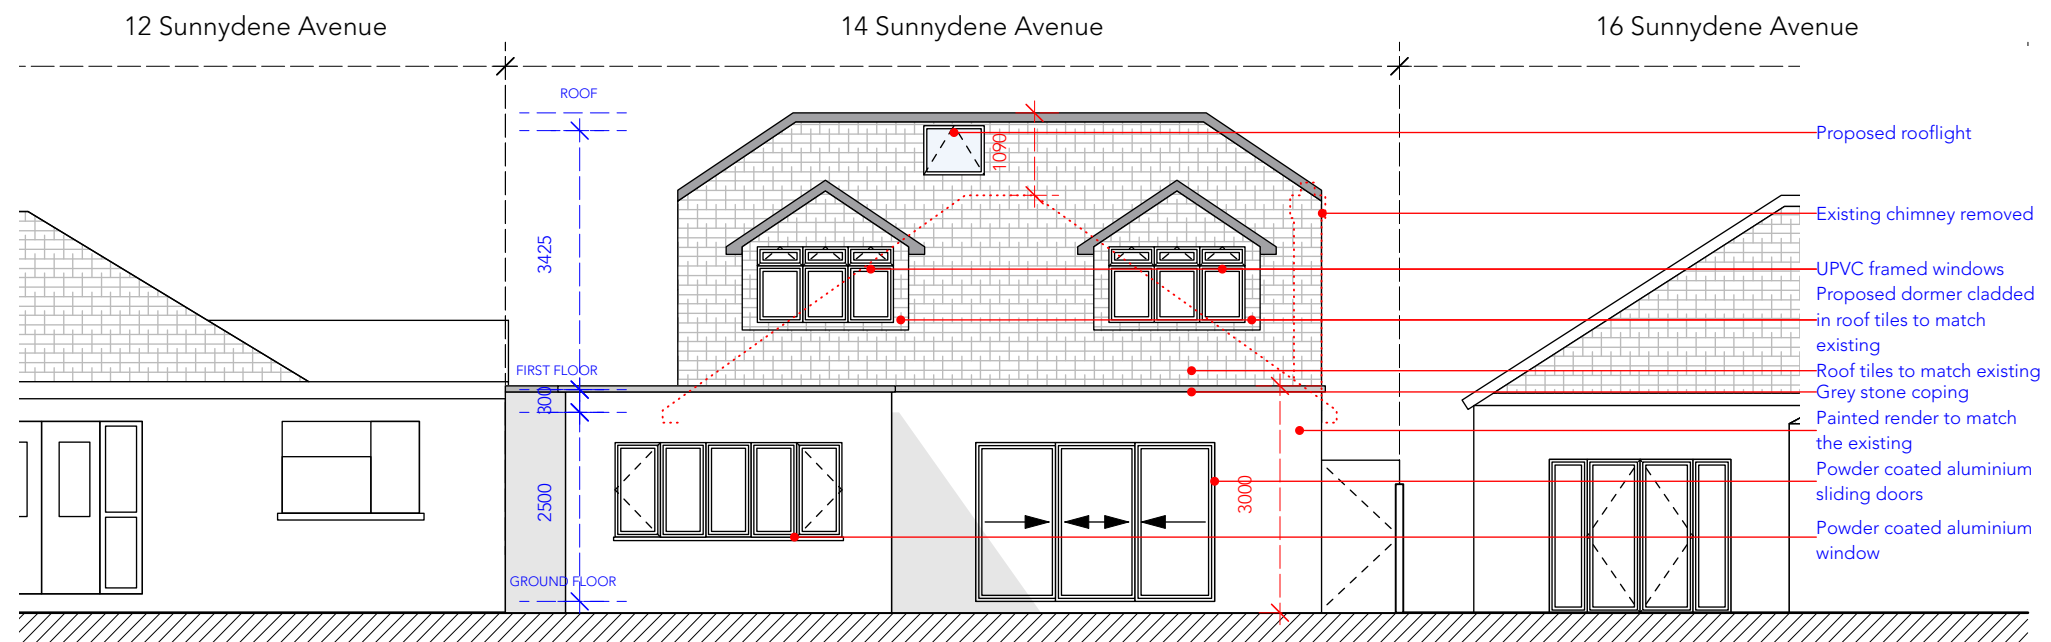 12 Sunnydene Avenue
14 Sunnydene Avenue
16 Sunnydene Avenue
ROOF
1090
3425
FIRST FLOOR
300
2500
GROUND FLOOR
3000
Proposed rooflight
Existing chimney removed
UPVC framed windows
Proposed dormer cladded
in roof tiles to match
existing
Roof tiles to match existing
Grey stone coping
Painted render to match
the existing
Powder coated aluminium
sliding doors
Powder coated aluminium
window